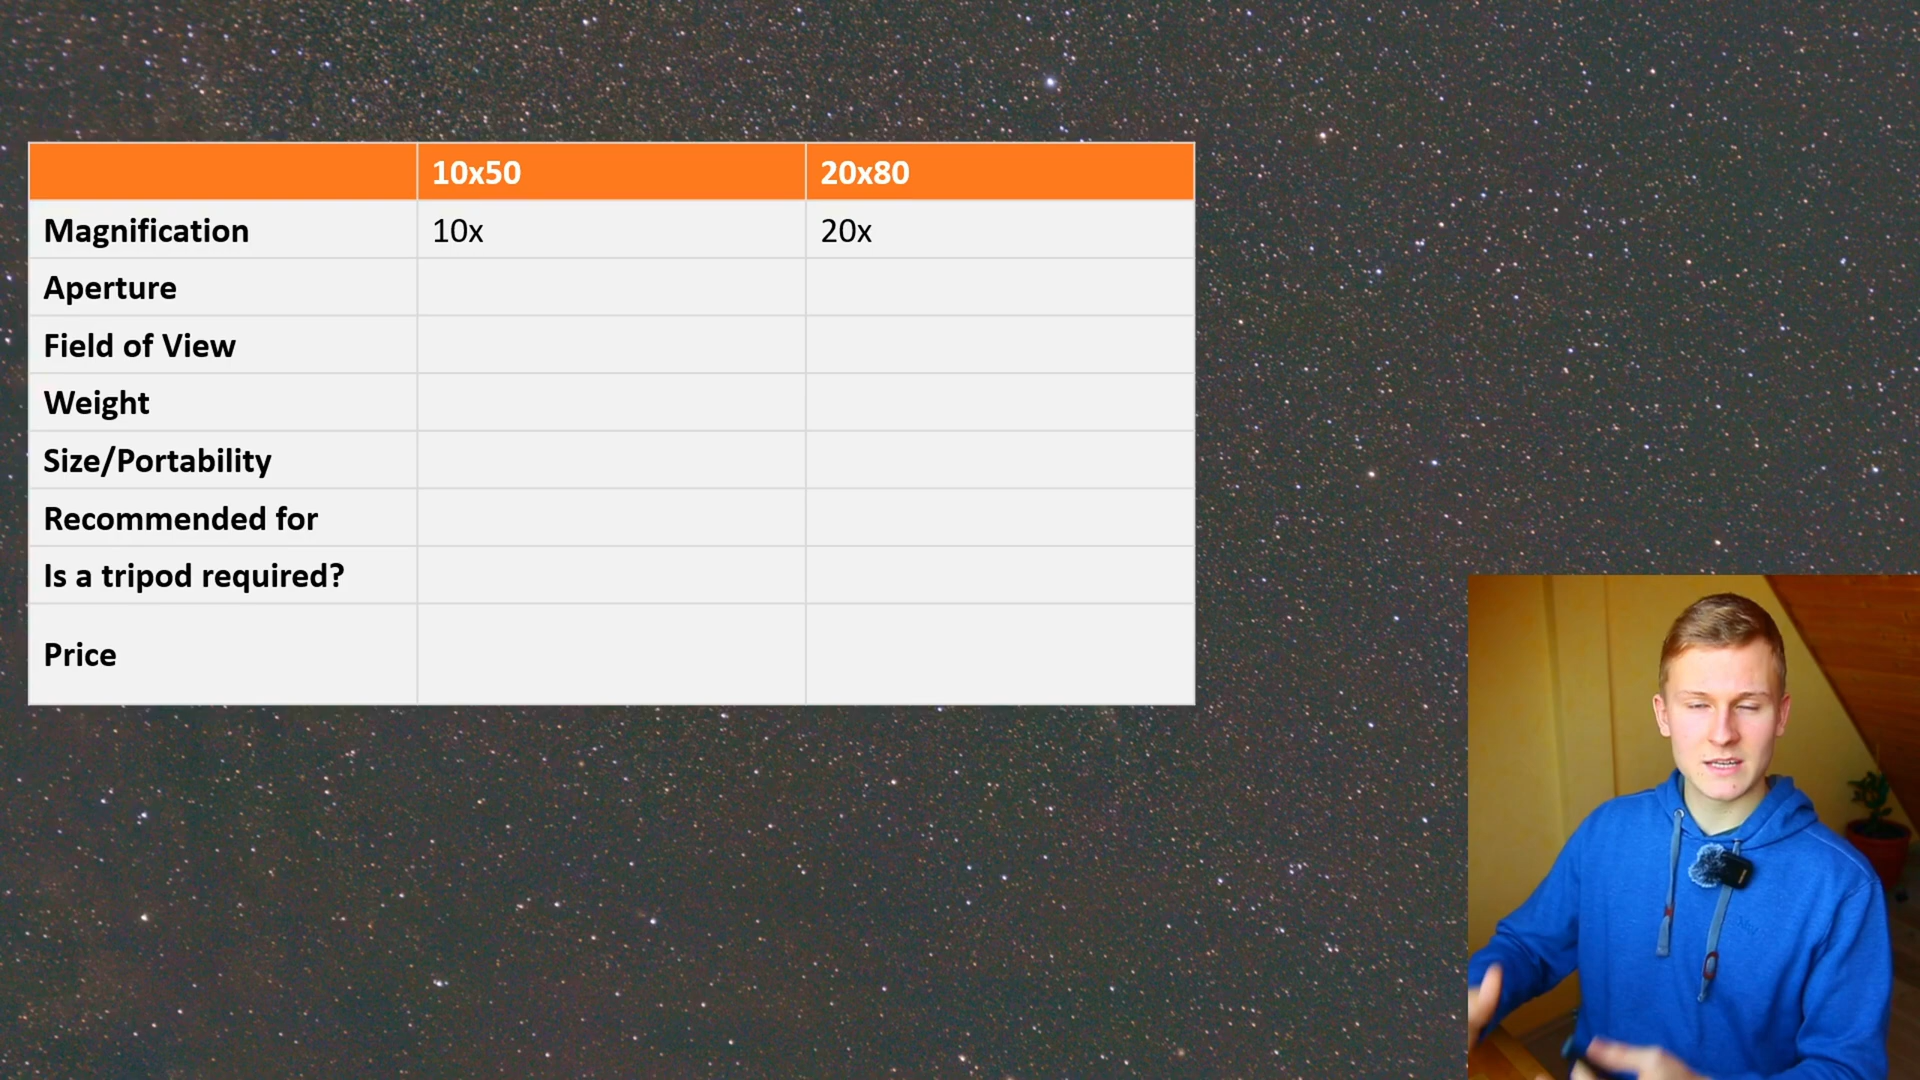 10x50 20x80
Magnification 10x 20x
Aperture
Field of View
Weight
Size/Portability
Recommended for
Is a tripod required?
Price